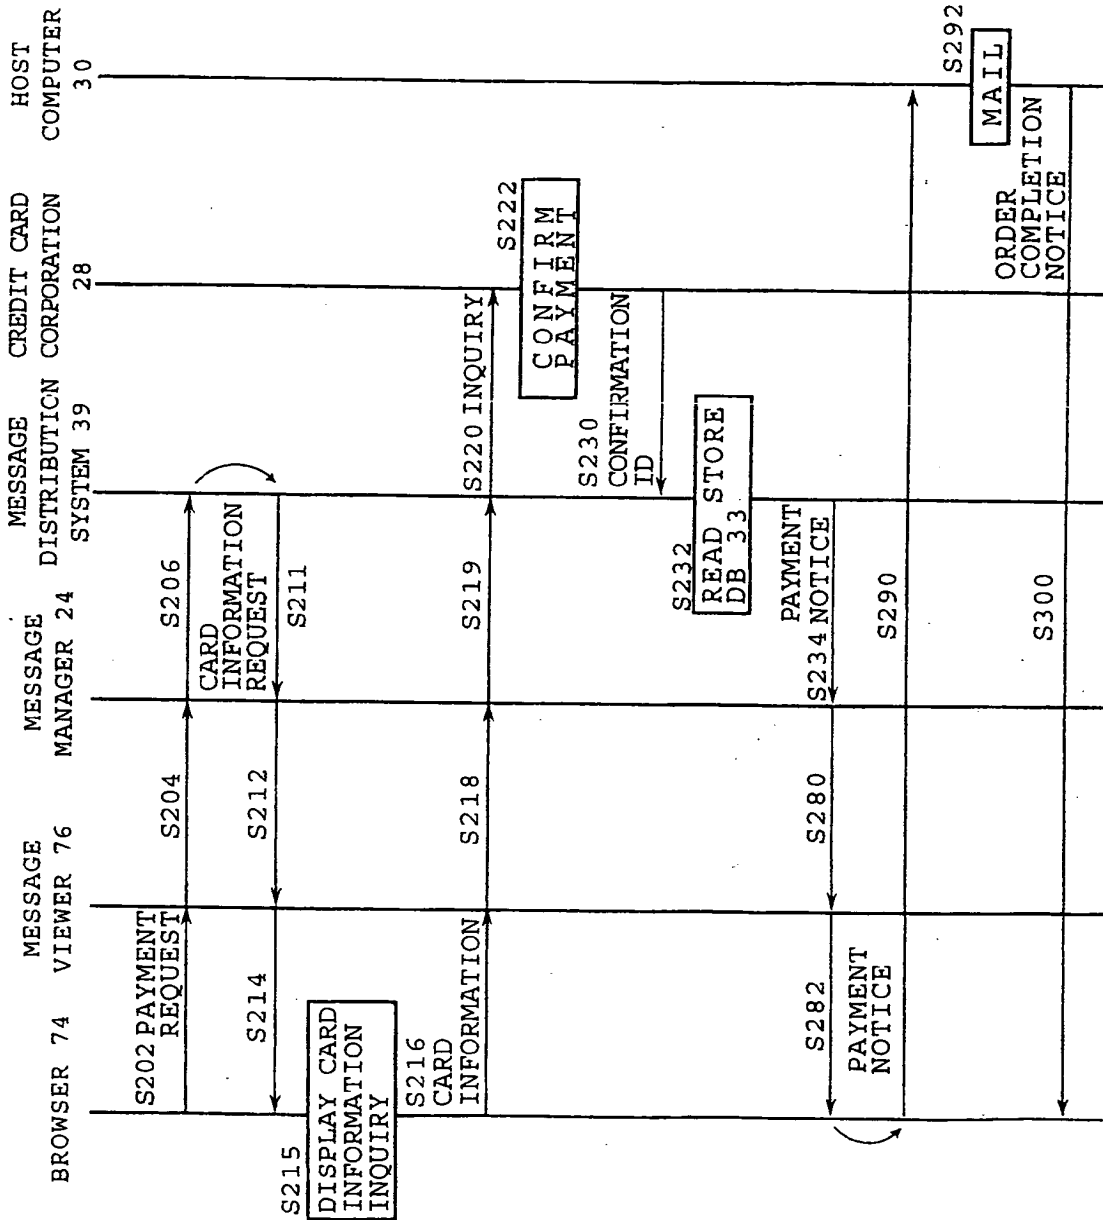 BROWSER 74
MESSAGE
VIEWER 76
MESSAGE
MANAGER 24
MESSAGE
DISTRIBUTION
SYSTEM 39
CREDIT CARD
CORPORATION
28
HOST
COMPUTER
30
S202 PAYMENT
REQUEST
S204
S206
CARD
INFORMATION
REQUEST
S211
S212
S214
S215
DISPLAY CARD
INFORMATION
INQUIRY
S216
CARD
INFORMATION
S218
S219
S220 INQUIRY
S222
CONFIRM
PAYMENT
S230
CONFIRMATION
ID
S232
READ STORE
DB 33
PAYMENT
S234 NOTICE
S280
S282
PAYMENT
NOTICE
S290
S292
MAIL
ORDER
COMPLETION
NOTICE
S300